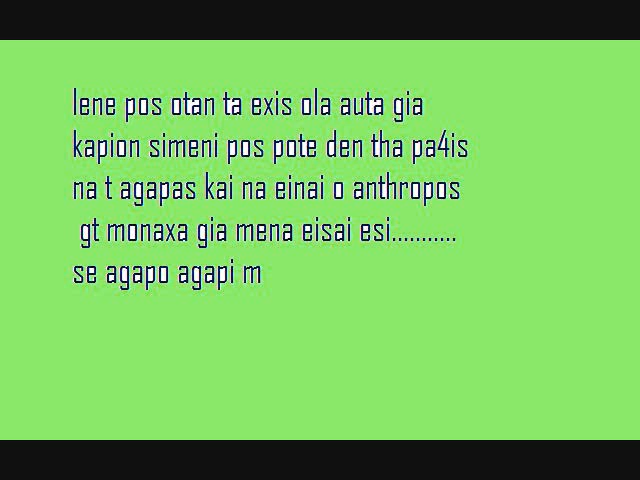 lene pos otan ta exis ola auta gia
kapion simeni pos pote den tha pa4is
na t agapas kai na einai o anthropos
gt monaxa gia mena eisai esi...........
se agapo agapi m